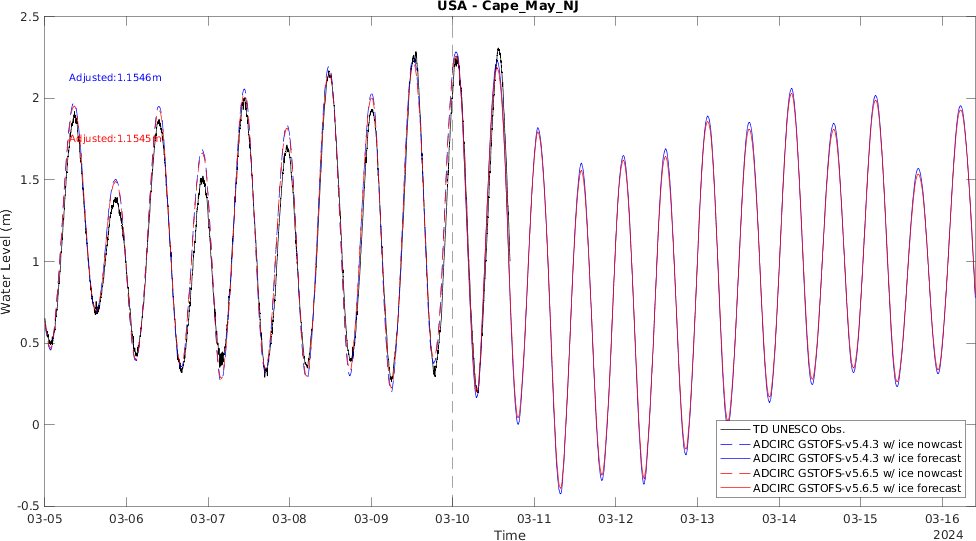 USA - Cape_May_NJ
2.5
2
1.5
1
0.5
0
-0.5
Water Level (m)
Adjusted:1.1546m
Adjusted:1.1545m
TD UNESCO Obs.
ADCIRC GSTOFS-v5.4.3 w/ ice nowcast
ADCIRC GSTOFS-v5.4.3 w/ ice forecast
ADCIRC GSTOFS-v5.6.5 w/ ice nowcast
ADCIRC GSTOFS-v5.6.5 w/ ice forecast
03-05 03-06 03-07 03-08 03-09 03-10 03-11 03-12 03-13 03-14 03-15 03-16
Time
2024